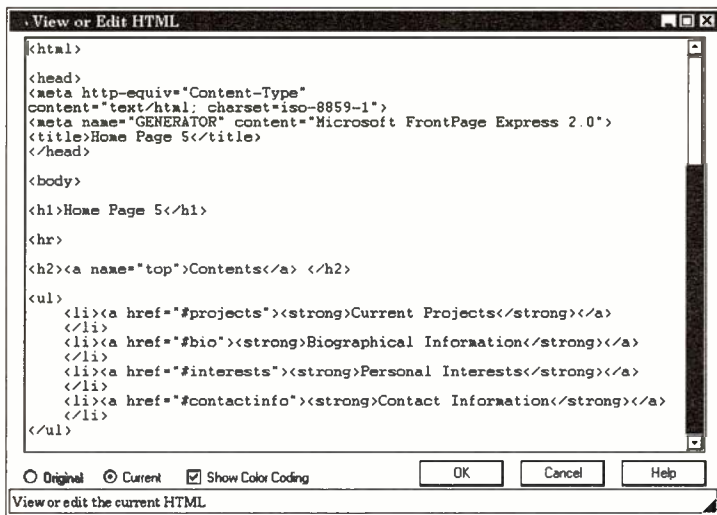 View or Edit HTML
<html>
<head>
<meta http-equiv="Content-Type"
content="text/html; charset=iso-8859-1">
<meta name="GENERATOR" content="Microsoft FrontPage Express 2.0">
<title>Home Page 5</title>
</head>
<body>
<h1>Home Page 5</h1>
<hr>
<h2><a name="top">Contents</a> </h2>
<ul>
<li><a href="#projects"><strong>Current Projects</strong></a>
</li>
<li><a href="#bio"><strong>Biographical Information</strong></a>
</li>
<li><a href="#interests"><strong>Personal Interests</strong></a>
</li>
<li><a href="#contactinfo"><strong>Contact Information</strong></a>
</li>
</ul>
Original Current Show Color Coding OK Cancel Help
View or edit the current HTML